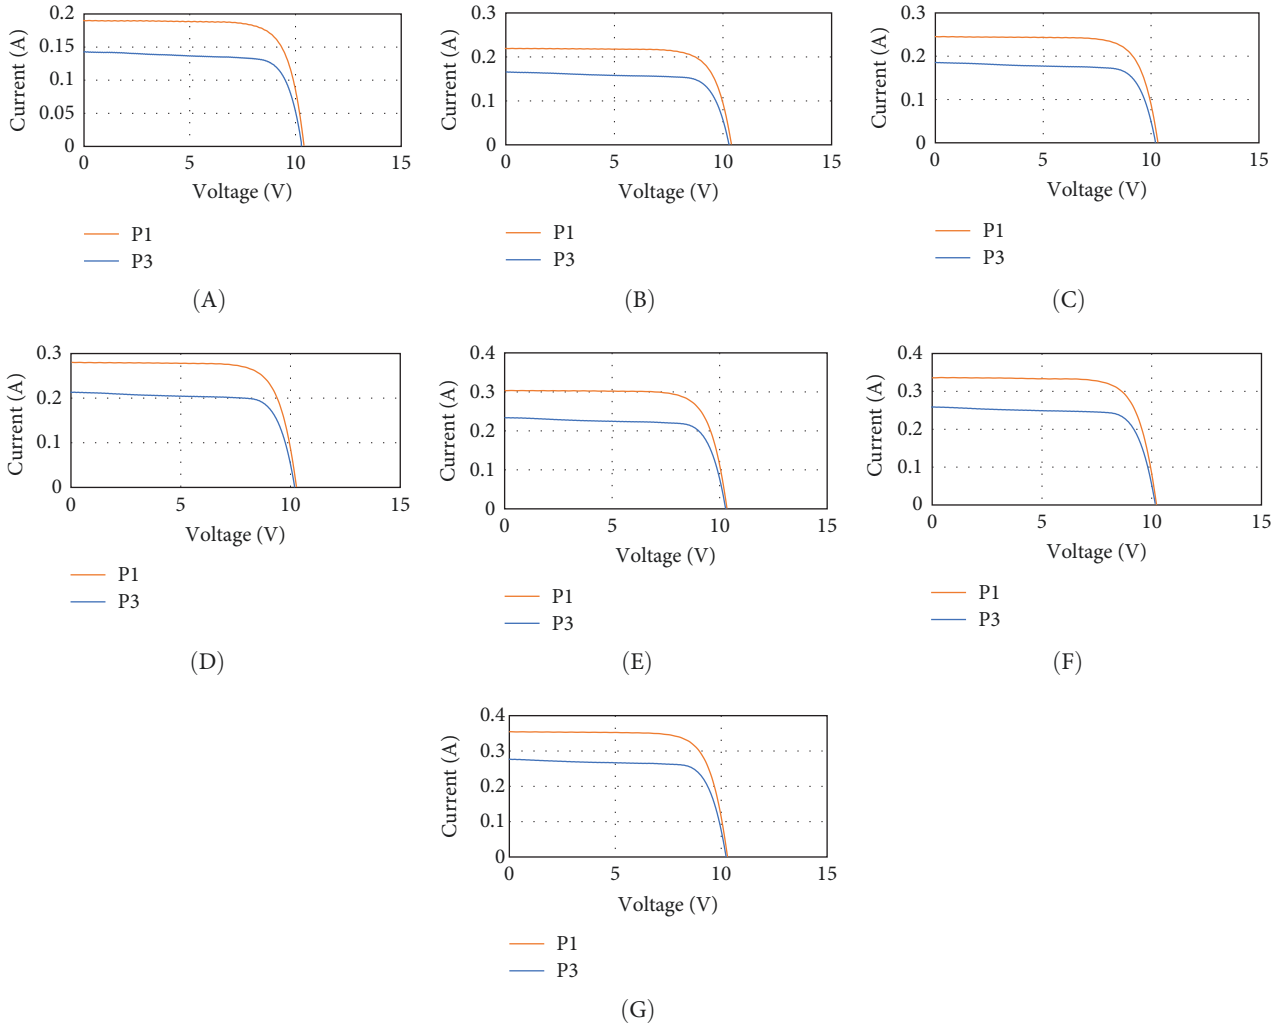 Current (A)
0.2
0.15
0.1
0.05
0
0 5 10 15
Voltage (V)
P1
P3
(A)
Current (A)
0.3
0.2
0.1
0
0 5 10 15
Voltage (V)
P1
P3
(B)
Current (A)
0.3
0.2
0.1
0
0 5 10 15
Voltage (V)
P1
P3
(C)
Current (A)
0.3
0.2
0.1
0
0 5 10 15
Voltage (V)
P1
P3
(D)
Current (A)
0.4
0.3
0.2
0.1
0
0 5 10 15
Voltage (V)
P1
P3
(E)
Current (A)
0.4
0.3
0.2
0.1
0
0 5 10 15
Voltage (V)
P1
P3
(F)
Current (A)
0.4
0.3
0.2
0.1
0
0 5 10 15
Voltage (V)
P1
P3
(G)